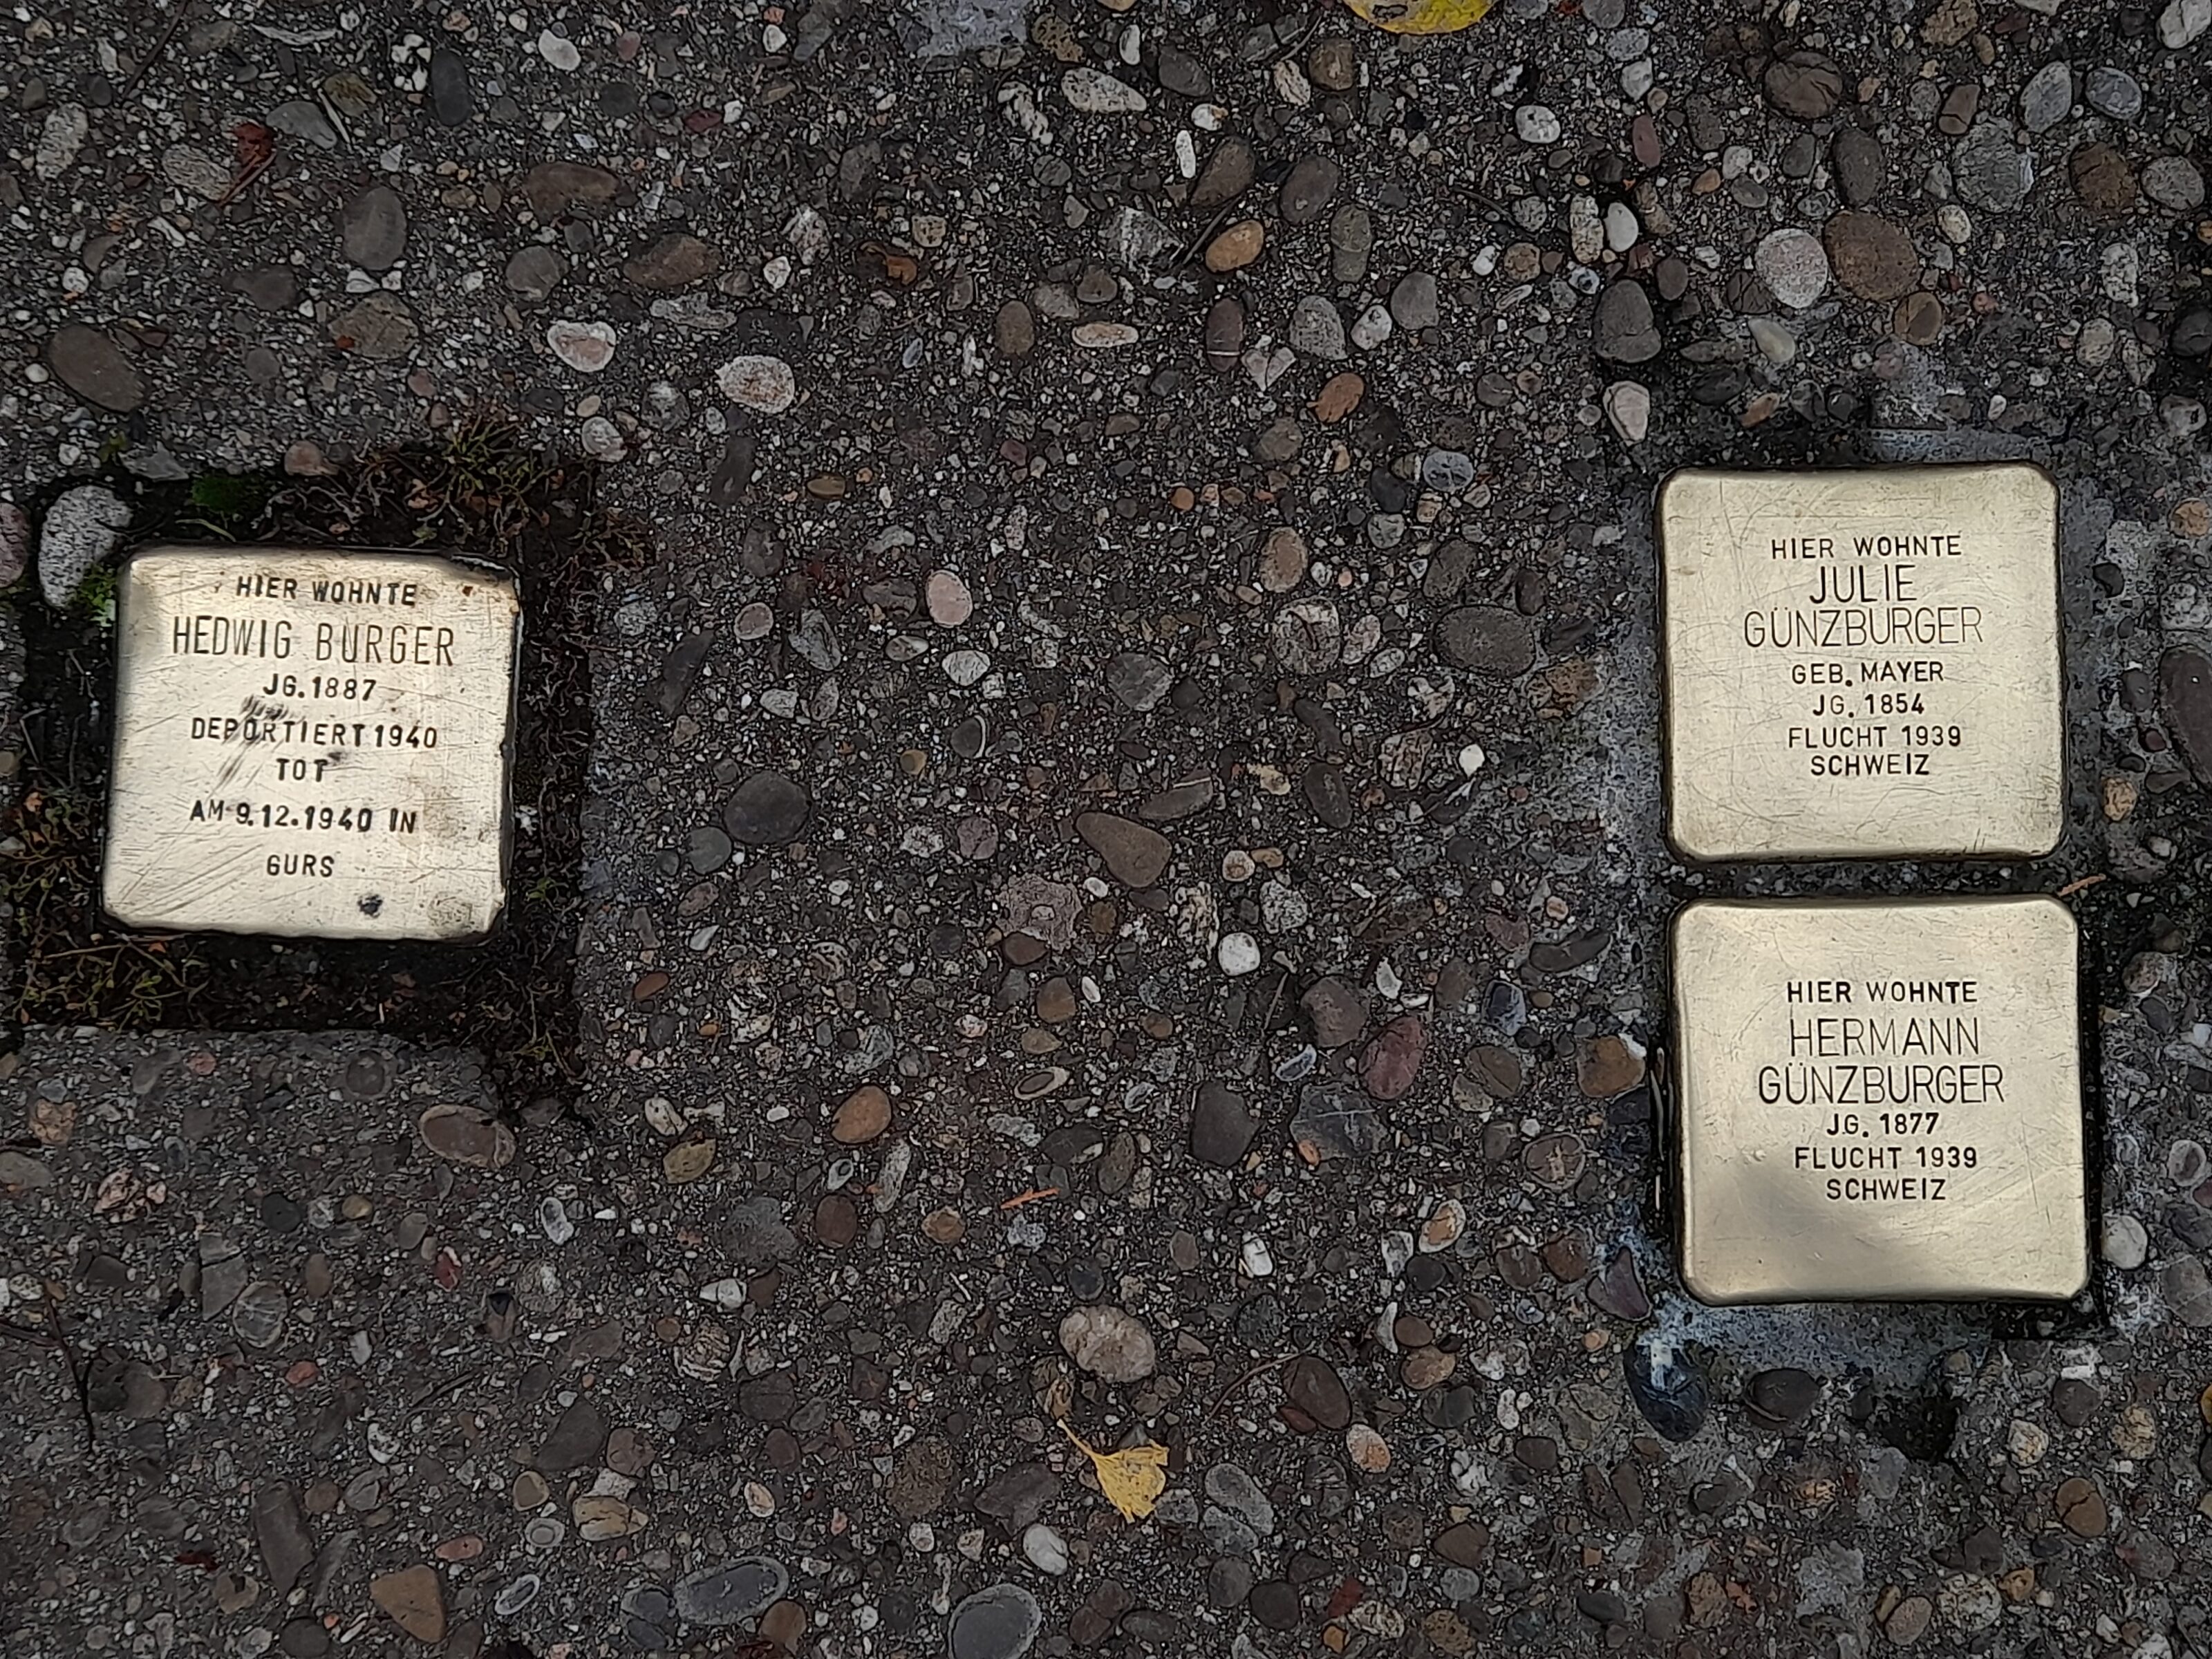 HIER WOHNTE
HEDWIG BURGER
JG.1887
DEPORTIERT 1940
TOT
AM 9.12.1940 IN
GURS
HIER WOHNTE
JULIE
GÜNZBURGER
GEB. MAYER
JG. 1854
FLUCHT 1939
SCHWEIZ
HIER WOHNTE
HERMANN
GÜNZBURGER
JG. 1877
FLUCHT 1939
SCHWEIZ